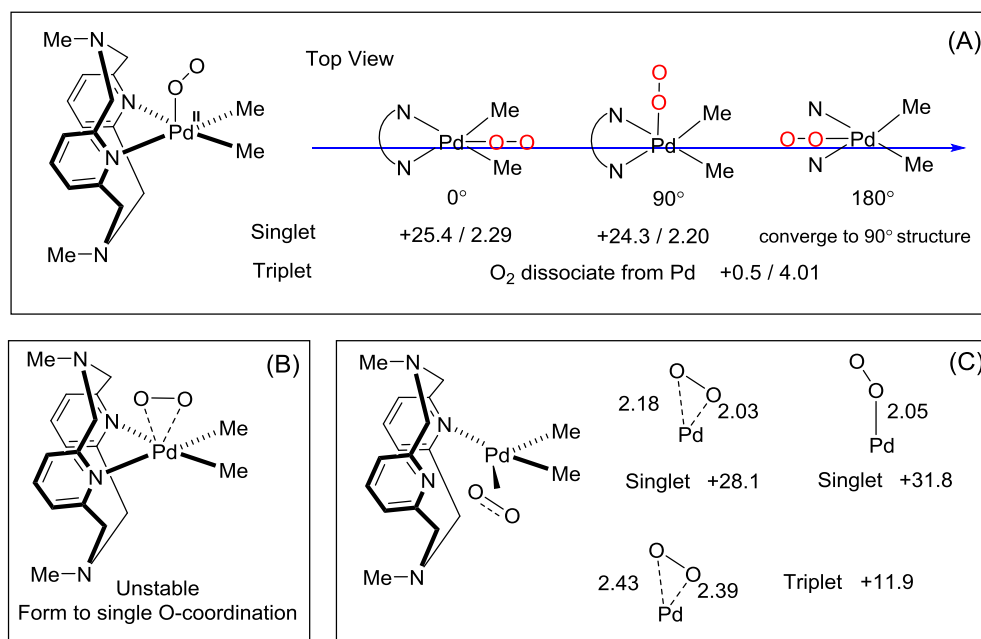 (A)
Me–N
O
O
N
Pd II
Me
Me
N
Me–N
Top View
N
N
Pd
Me
O–O
Me
0°
O
O
N
N
Pd
Me
Me
90°
N
N
O–O
Pd
Me
Me
180°
Singlet
+25.4 / 2.29
+24.3 / 2.20
converge to 90° structure
Triplet
O2 dissociate from Pd +0.5 / 4.01
(B)
Me–N
O–O
N
Pd
Me
Me
N
Me–N
Unstable
Form to single O-coordination
(C)
Me–N
N
Pd
Me
Me
N
O
O
Me–N
O
O
2.18
2.03
Pd
Singlet +28.1
O
O
2.05
Pd
Singlet +31.8
O
O
2.43
2.39
Pd
Triplet +11.9